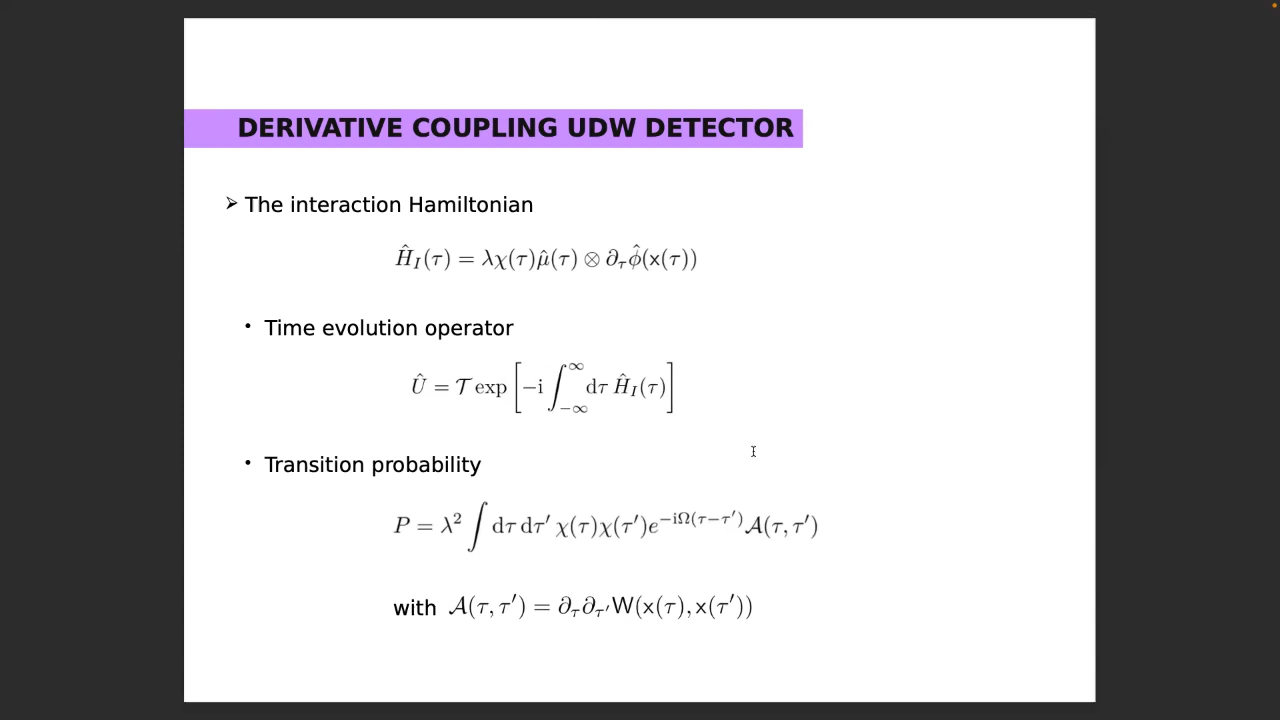 DERIVATIVE COUPLING UDW DETECTOR
➢ The interaction Hamiltonian
Ĥ_I(τ) = λχ(τ)μ̂(τ) ⊗ ∂_τ ϕ̂(x(τ))
• Time evolution operator
Û = 𝒯 exp [−i ∫_{−∞}^{∞} dτ Ĥ_I(τ)]
• Transition probability
P = λ² ∫ dτ dτ′ χ(τ)χ(τ′)e^{−iΩ(τ−τ′)} 𝒜(τ, τ′)
with 𝒜(τ, τ′) = ∂_τ ∂_{τ′} W(x(τ), x(τ′))